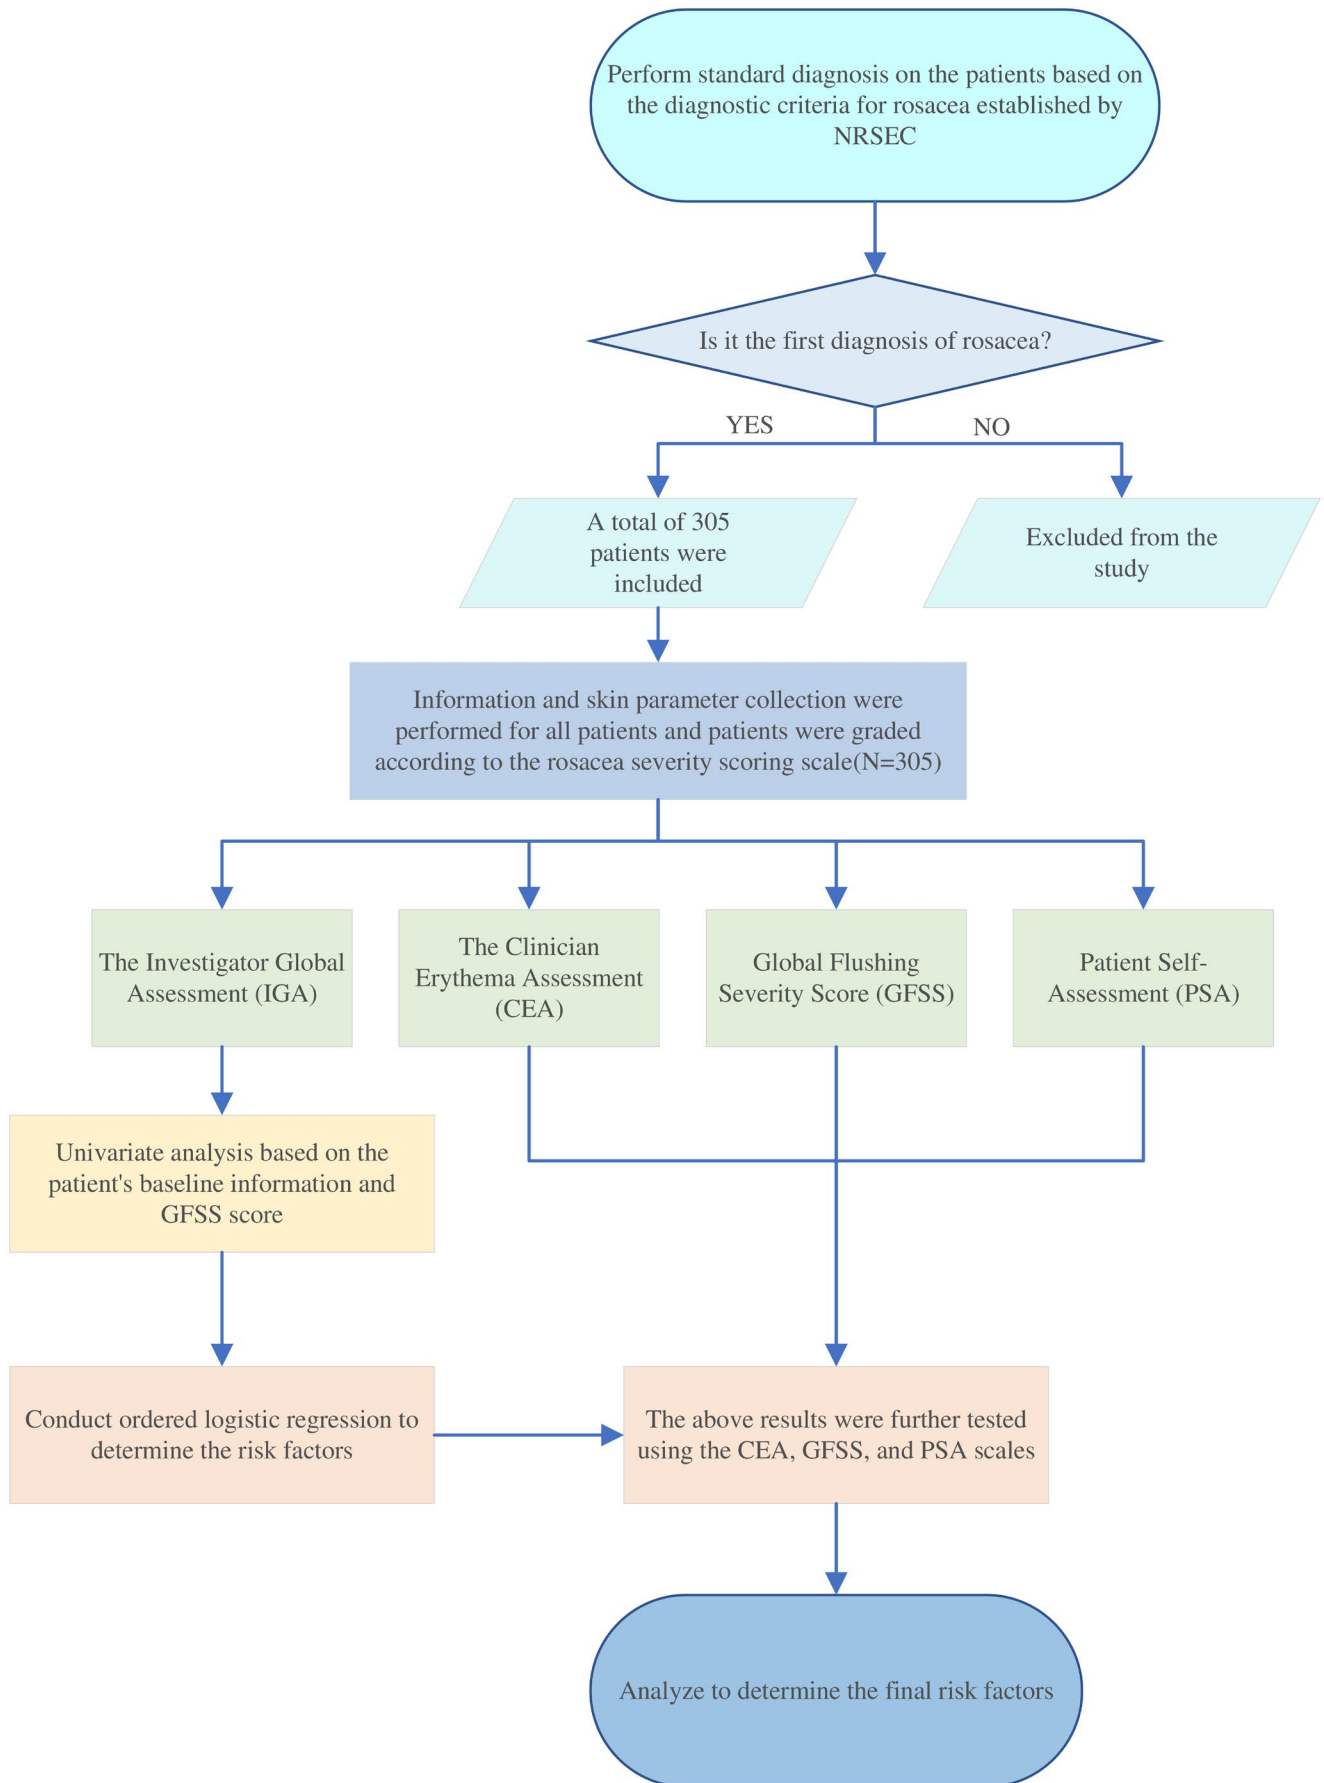 Perform standard diagnosis on the patients based on
the diagnostic criteria for rosacea established by
NRSEC
Is it the first diagnosis of rosacea?
YES
NO
A total of 305
patients were
included
Excluded from the
study
Information and skin parameter collection were
performed for all patients and patients were graded
according to the rosacea severity scoring scale(N=305)
The Investigator Global
Assessment (IGA)
The Clinician
Erythema Assessment
(CEA)
Global Flushing
Severity Score (GFSS)
Patient Self-
Assessment (PSA)
Univariate analysis based on the
patient's baseline information and
GFSS score
Conduct ordered logistic regression to
determine the risk factors
The above results were further tested
using the CEA, GFSS, and PSA scales
Analyze to determine the final risk factors